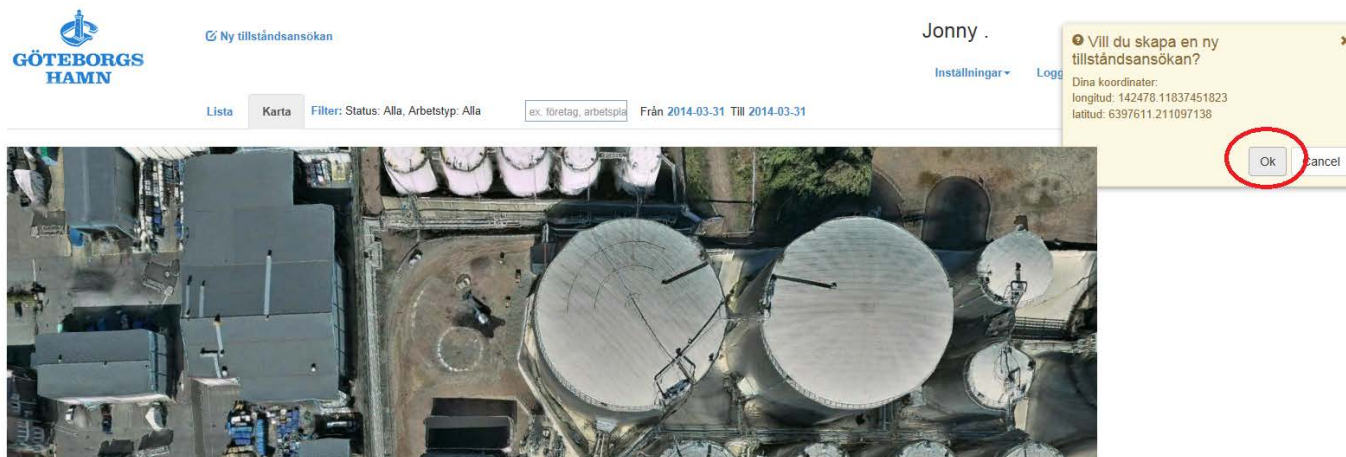 GÖTEBORGS
HAMN
Ny tillståndsansökan
Jonny .
Inställningar
Logg
Lista
Karta
Filter: Status: Alla, Arbetstyp: Alla
ex. företag, arbetspla
Från 2014-03-31 Till 2014-03-31
Vill du skapa en ny
tillståndsansökan?
Dina koordinater:
longitud: 142478.11837451823
latitud: 6397611.211097138
Ok
Cancel